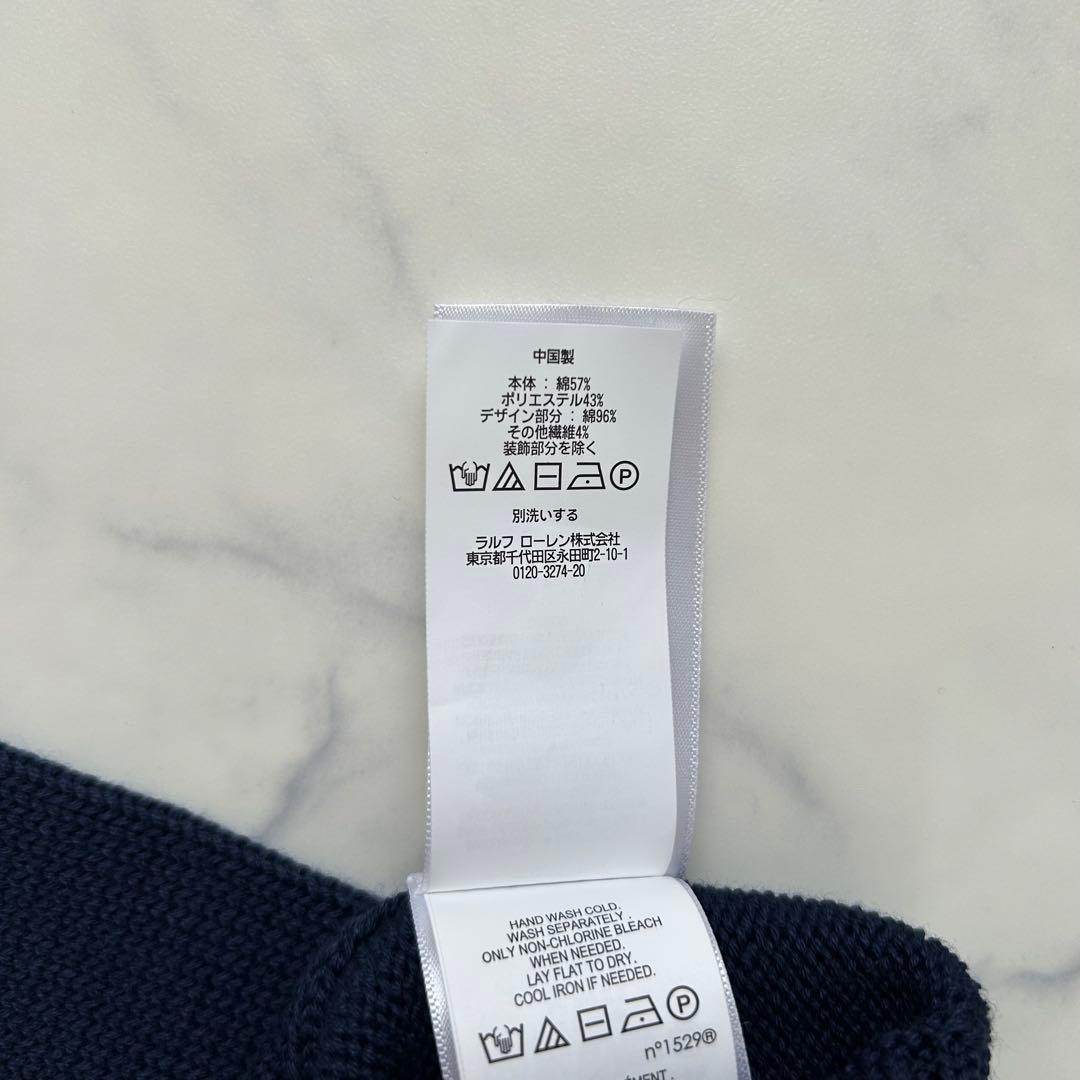 中国製
本体 : 綿57%
ポリエステル43%
デザイン部分 : 綿96%
その他繊維4%
装飾部分を除く
P
別洗いする
ラルフ ローレン株式会社
東京都千代田区永田町2-10-1
0120-3274-20
HAND WASH COLD.
WASH SEPARATELY.
ONLY NON-CHLORINE BLEACH
WHEN NEEDED.
LAY FLAT TO DRY.
COOL IRON IF NEEDED.
P
nº1529®